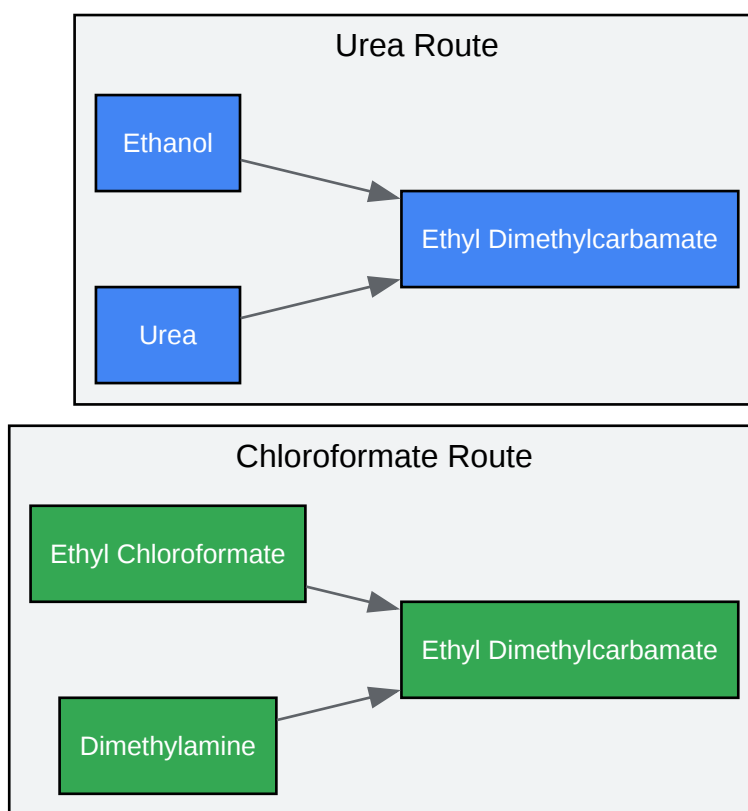 Urea Route
Ethanol
Ethyl Dimethylcarbamate
Urea
Chloroformate Route
Ethyl Chloroformate
Ethyl Dimethylcarbamate
Dimethylamine